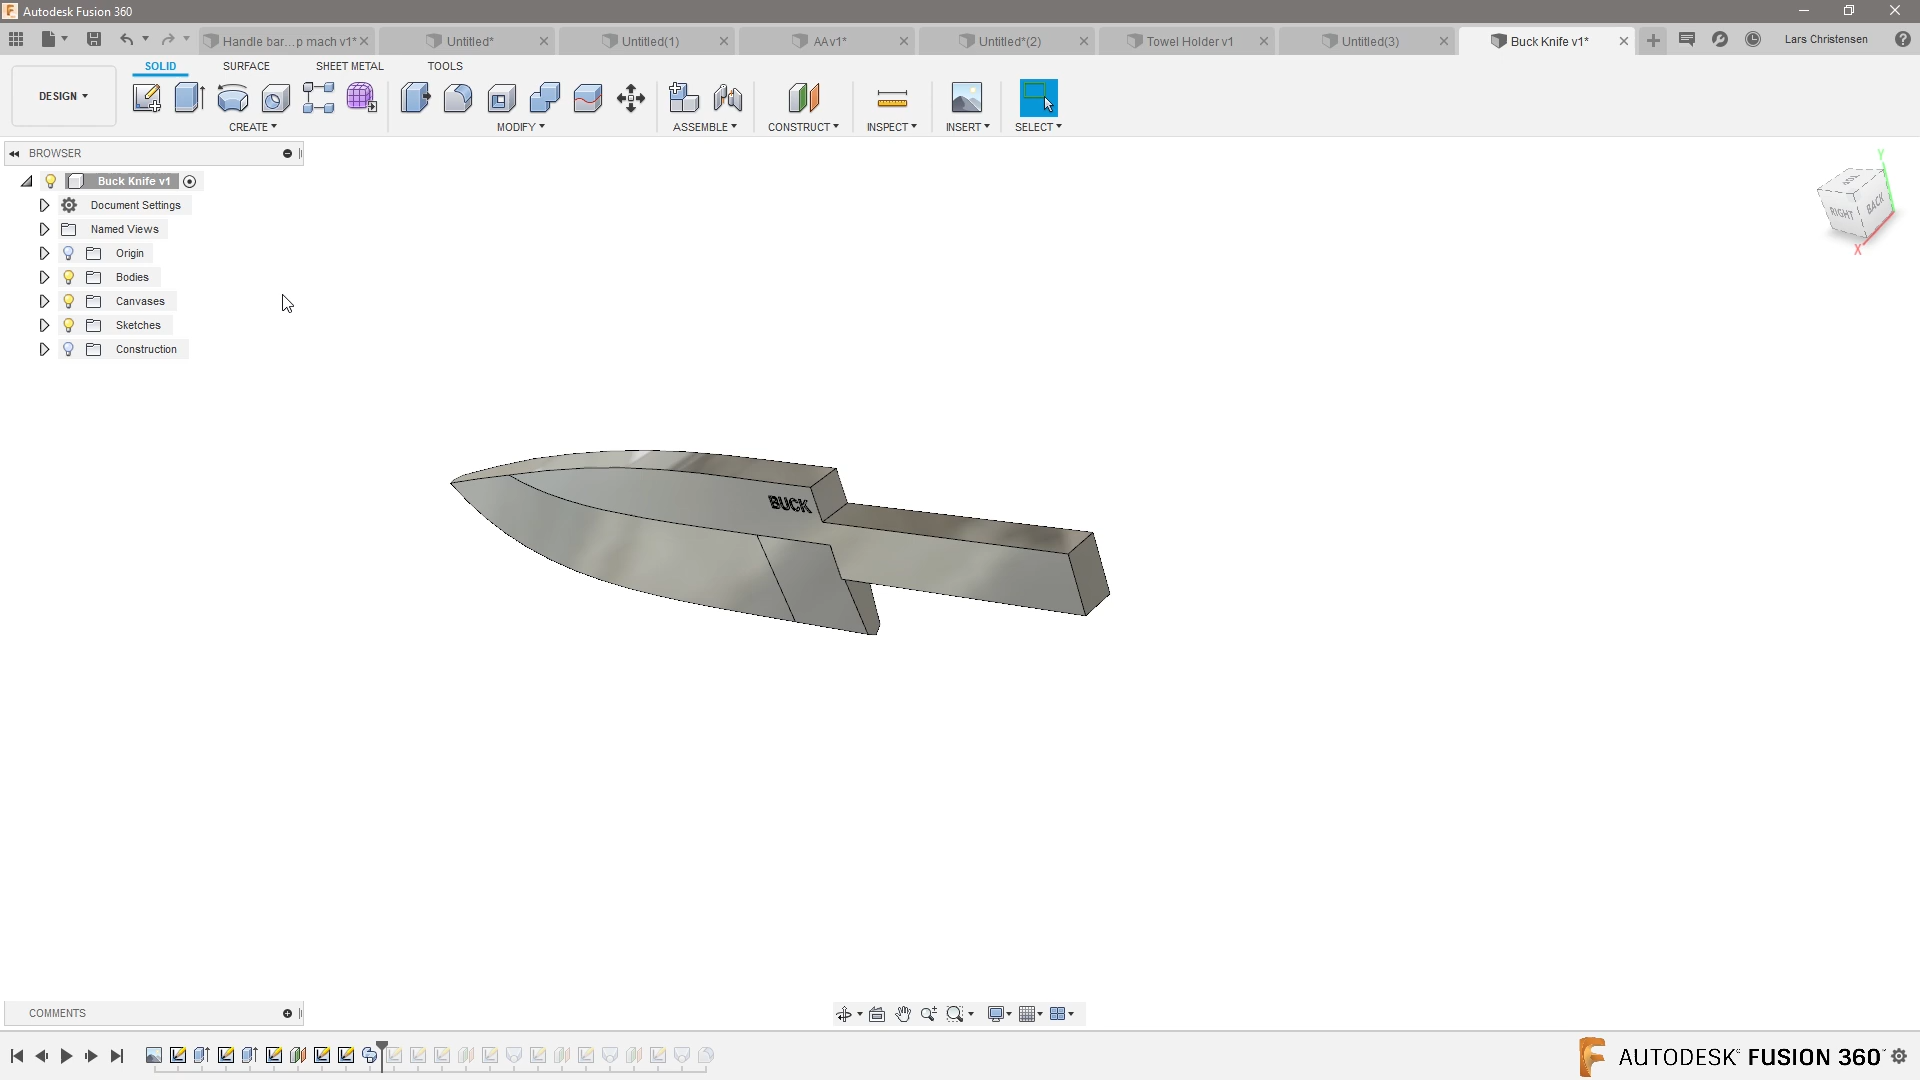 Autodesk Fusion 360
Handle bar...p mach v1*
Untitled*
Untitled(1)
AAv1*
Untitled*(2)
Towel Holder v1
Untitled(3)
Buck Knife v1*
Lars Christensen
SOLID
SURFACE
SHEET METAL
TOOLS
DESIGN
CREATE
MODIFY
ASSEMBLE
CONSTRUCT
INSPECT
INSERT
SELECT
BROWSER
Buck Knife v1
Document Settings
Named Views
Origin
Bodies
Canvases
Sketches
Construction
Y
TOP
RIGHT
BACK
X
BUCK
COMMENTS
AUTODESK FUSION 360